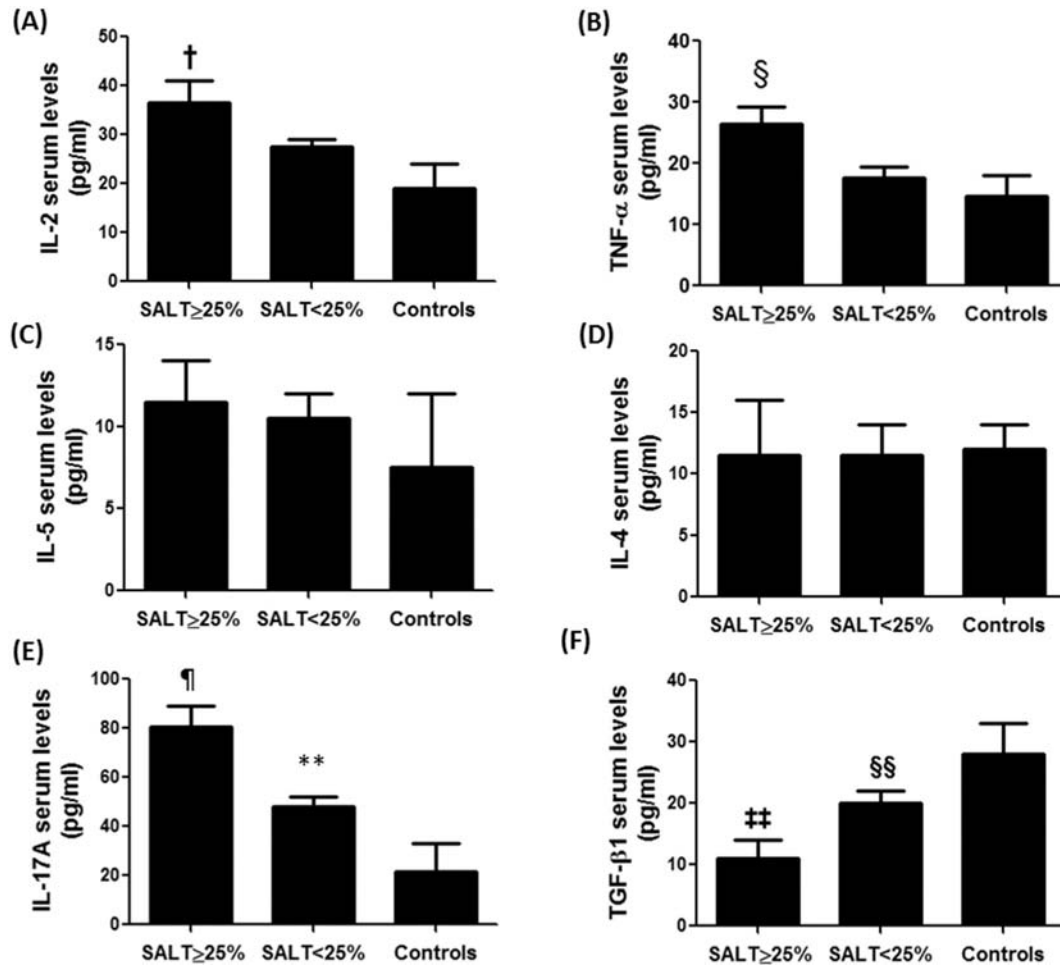 (A)
IL-2 serum levels
(pg/ml)
50
40
30
20
10
0
†
SALT≥25%
SALT<25%
Controls
(B)
TNF-α serum levels
(pg/ml)
40
30
20
10
0
§
SALT≥25%
SALT<25%
Controls
(C)
IL-5 serum levels
(pg/ml)
15
10
5
0
SALT≥25%
SALT<25%
Controls
(D)
IL-4 serum levels
(pg/ml)
20
15
10
5
0
SALT≥25%
SALT<25%
Controls
(E)
IL-17A serum levels
(pg/ml)
100
80
60
40
20
0
¶
**
SALT≥25%
SALT<25%
Controls
(F)
TGF-β1 serum levels
(pg/ml)
40
30
20
10
0
‡‡
§§
SALT≥25%
SALT<25%
Controls